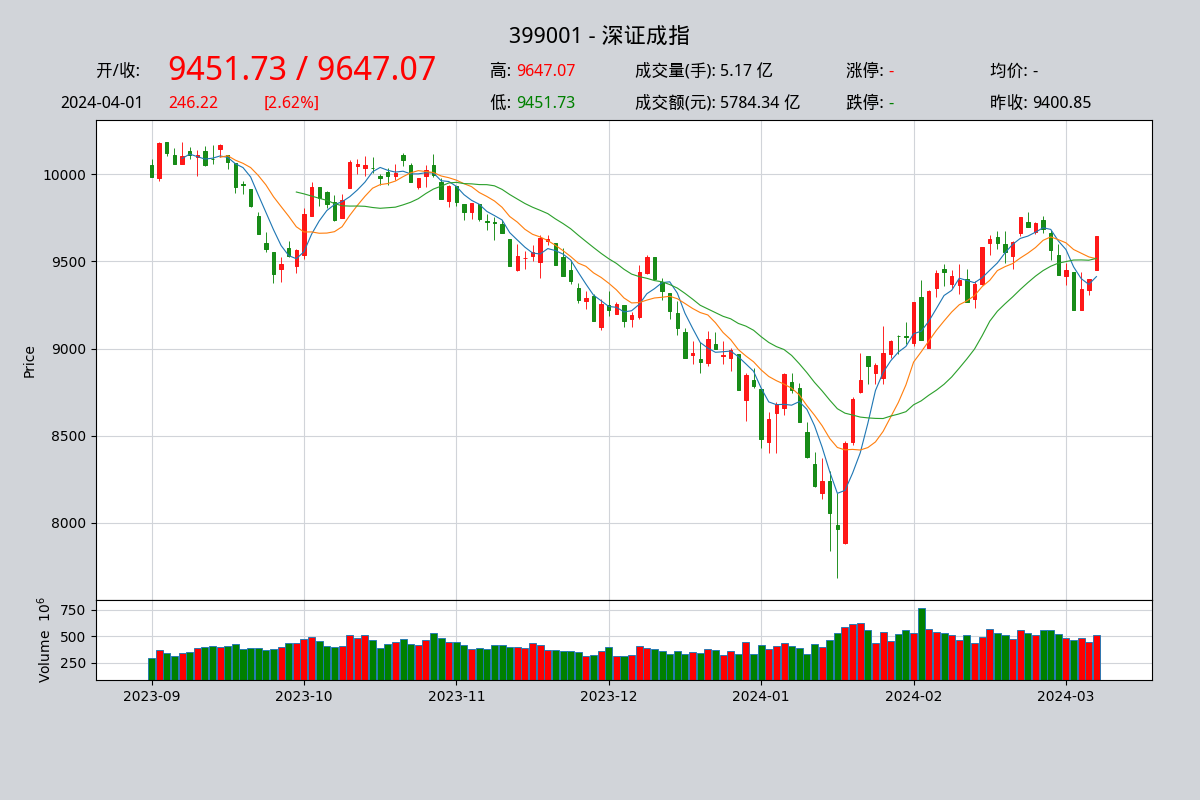 399001 - 深证成指
开/收: 9451.73 / 9647.07 高: 9647.07 成交量(手): 5.17 亿 涨停: - 均价: -
2024-04-01 246.22 [2.62%] 低: 9451.73 成交额(元): 5784.34 亿 跌停: - 昨收: 9400.85
10000
9500
9000
8500
8000
Price
750
500
250
Volume 10^6
2023-09 2023-10 2023-11 2023-12 2024-01 2024-02 2024-03